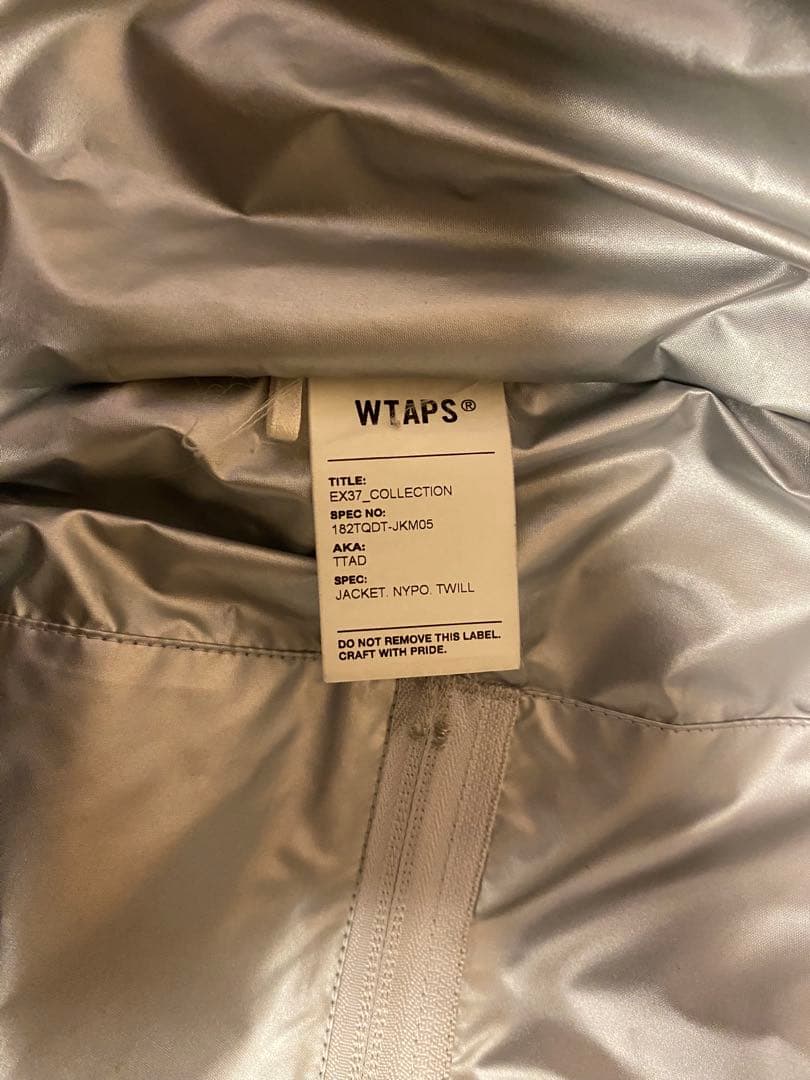 WTAPS®
TITLE:
EX37_COLLECTION
SPEC NO:
182TQDT-JKM05
AKA:
TTAD
SPEC:
JACKET. NYPO. TWILL
DO NOT REMOVE THIS LABEL.
CRAFT WITH PRIDE.